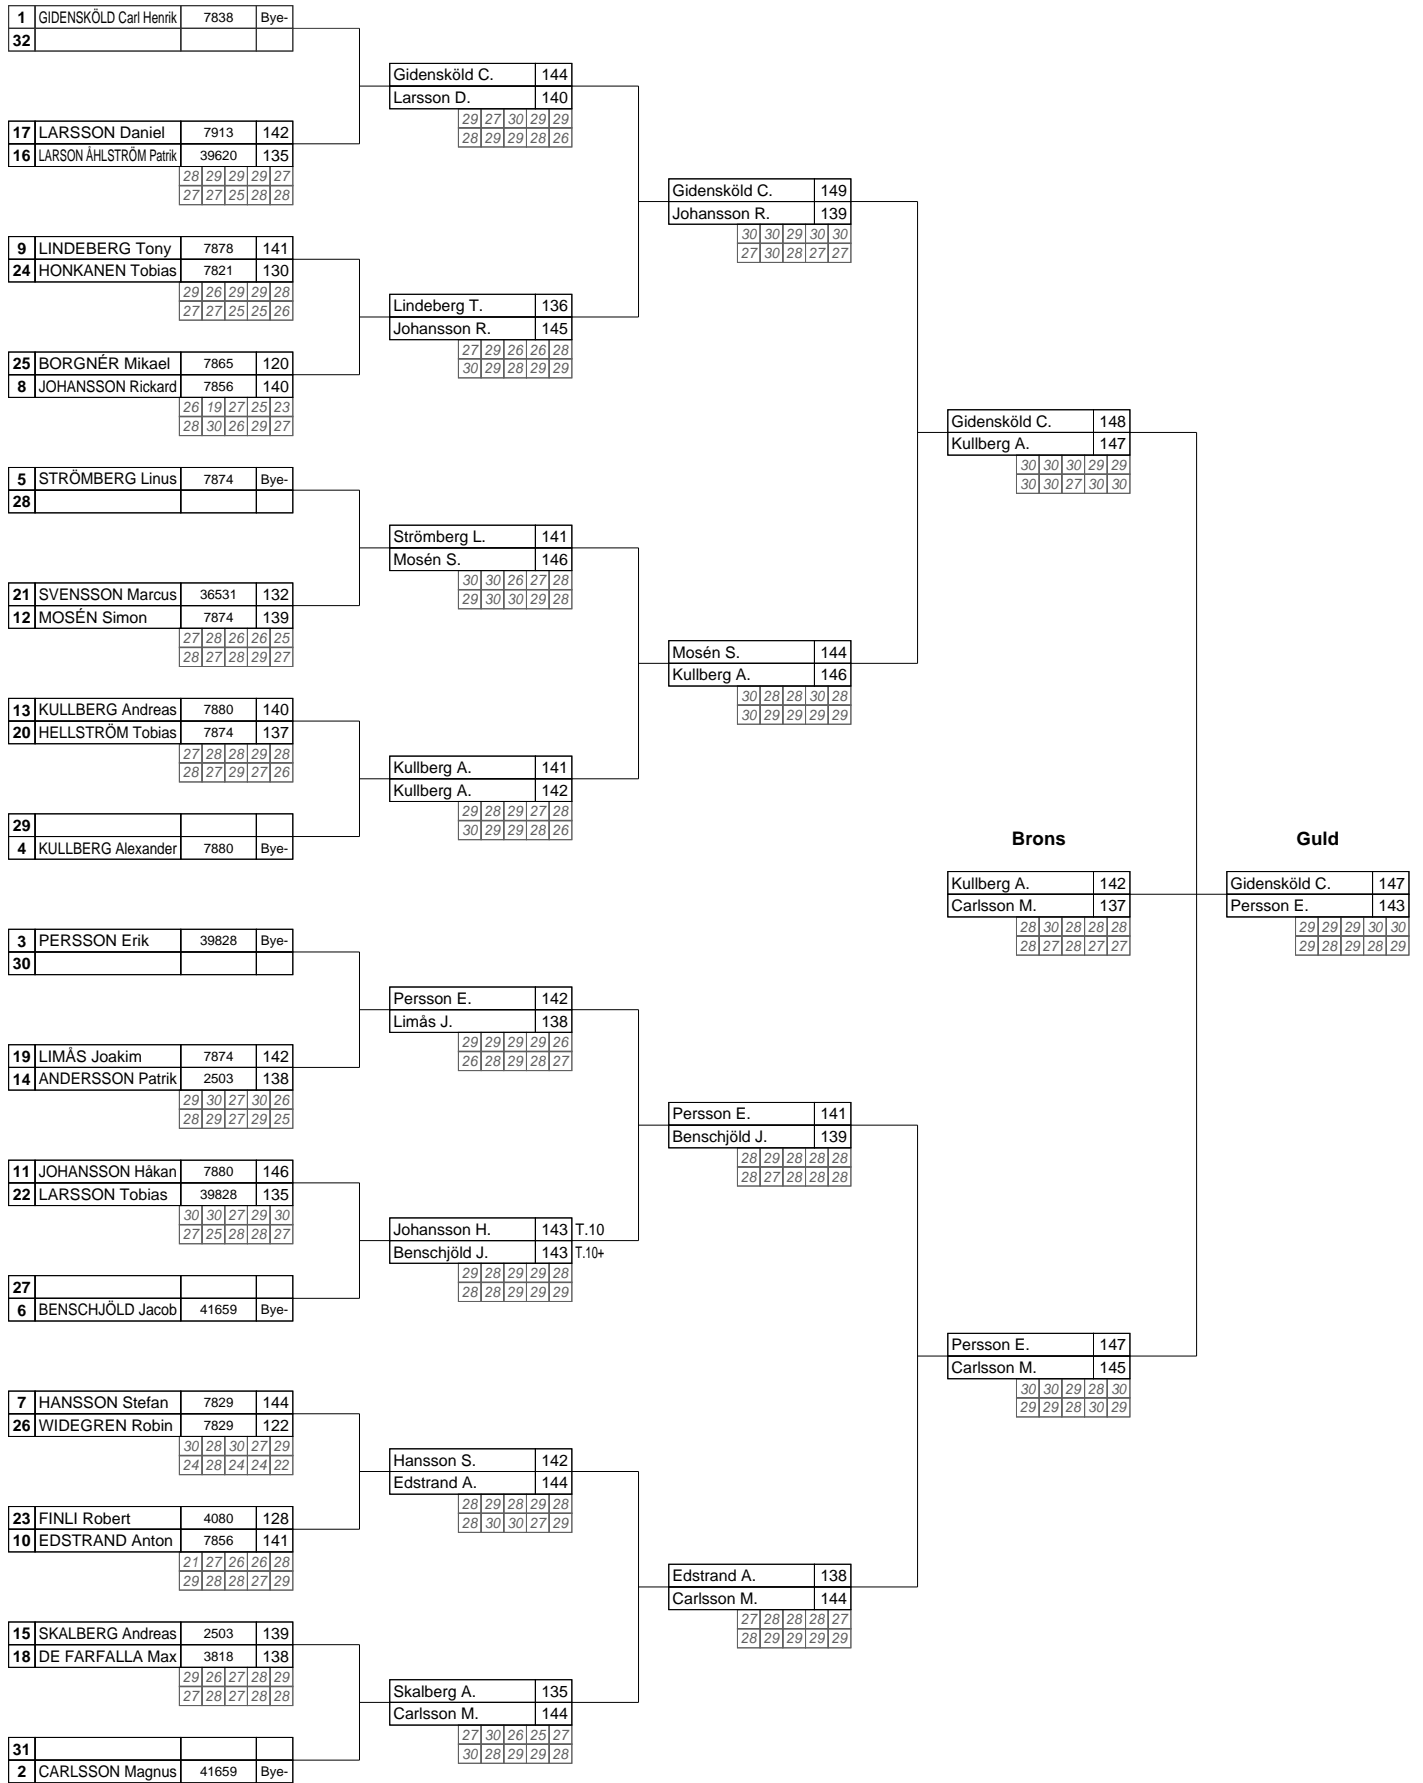 1 GIDENSKÖLD Carl Henrik 7838 Bye-
32
Gidensköld C. 144
Larsson D. 140
29 27 30 29 29
28 29 29 28 26
17 LARSSON Daniel 7913 142
16 LARSON ÅHLSTRÖM Patrik 39620 135
28 29 29 29 27
27 27 25 28 28
Gidensköld C. 149
Johansson R. 139
30 30 29 30 30
27 30 28 27 27
9 LINDEBERG Tony 7878 141
24 HONKANEN Tobias 7821 130
29 26 29 29 28
27 27 25 25 26
Lindeberg T. 136
Johansson R. 145
27 29 26 26 28
30 29 28 29 29
25 BORGNÉR Mikael 7865 120
8 JOHANSSON Rickard 7856 140
26 19 27 25 23
28 30 26 29 27
Gidensköld C. 148
Kullberg A. 147
30 30 30 29 29
30 30 27 30 30
5 STRÖMBERG Linus 7874 Bye-
28
Strömberg L. 141
Mosén S. 146
30 30 26 27 28
29 30 30 29 28
21 SVENSSON Marcus 36531 132
12 MOSÉN Simon 7874 139
27 28 26 26 25
28 27 28 29 27
Mosén S. 144
Kullberg A. 146
30 28 28 30 28
30 29 29 29 29
13 KULLBERG Andreas 7880 140
20 HELLSTRÖM Tobias 7874 137
27 28 28 29 28
28 27 29 27 26
Kullberg A. 141
Kullberg A. 142
29 28 29 27 28
30 29 29 28 26
29
4 KULLBERG Alexander 7880 Bye-
Brons Guld
Kullberg A. 142
Carlsson M. 137
28 30 28 28 28
28 27 28 27 27
Gidensköld C. 147
Persson E. 143
29 29 29 30 30
29 28 29 28 29
3 PERSSON Erik 39828 Bye-
30
Persson E. 142
Limås J. 138
29 29 29 29 26
26 28 29 28 27
19 LIMÅS Joakim 7874 142
14 ANDERSSON Patrik 2503 138
29 30 27 30 26
28 29 27 29 25
Persson E. 141
Benschjöld J. 139
28 29 28 28 28
28 27 28 28 28
11 JOHANSSON Håkan 7880 146
22 LARSSON Tobias 39828 135
30 30 27 29 30
27 25 28 28 27
Johansson H. 143 T.10
Benschjöld J. 143 T.10+
29 28 29 29 28
28 28 29 29 29
27
6 BENSCHJÖLD Jacob 41659 Bye-
Persson E. 147
Carlsson M. 145
30 30 29 28 30
29 29 28 30 29
7 HANSSON Stefan 7829 144
26 WIDEGREN Robin 7829 122
30 28 30 27 29
24 28 24 24 22
Hansson S. 142
Edstrand A. 144
28 29 28 29 28
28 30 30 27 29
23 FINLI Robert 4080 128
10 EDSTRAND Anton 7856 141
21 27 26 26 28
29 28 28 27 29
Edstrand A. 138
Carlsson M. 144
27 28 28 28 27
28 29 29 29 29
15 SKALBERG Andreas 2503 139
18 DE FARFALLA Max 3818 138
29 26 27 28 29
27 28 27 28 28
Skalberg A. 135
Carlsson M. 144
27 30 26 25 27
30 28 29 29 28
31
2 CARLSSON Magnus 41659 Bye-